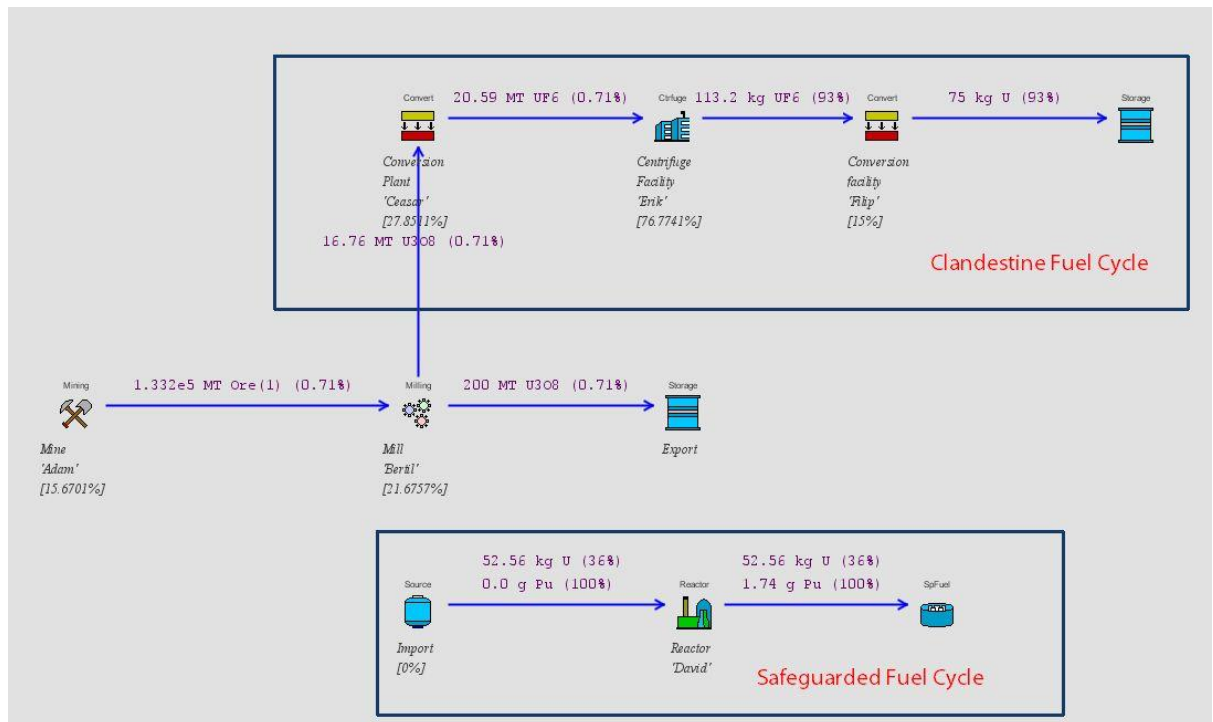 Convert
20.59 MT UF6 (0.71%)
Ctrfuge
113.2 kg UF6 (93%)
Convert
75 kg U (93%)
Storage
Conversion
Plant
'Ceasar'
[27.8511%]
Centrifuge
Facility
'Erik'
[76.7741%]
Conversion
facility
'Filip'
[15%]
16.76 MT U3O8 (0.71%)
Clandestine Fuel Cycle
Mining
1.332e5 MT Ore(1) (0.71%)
Milling
200 MT U3O8 (0.71%)
Storage
Mine
'Adam'
[15.6701%]
Mill
'Bertil'
[21.6757%]
Export
Source
52.56 kg U (36%)
0.0 g Pu (100%)
Reactor
52.56 kg U (36%)
1.74 g Pu (100%)
SpFuel
Import
[0%]
Reactor
'David'
Safeguarded Fuel Cycle